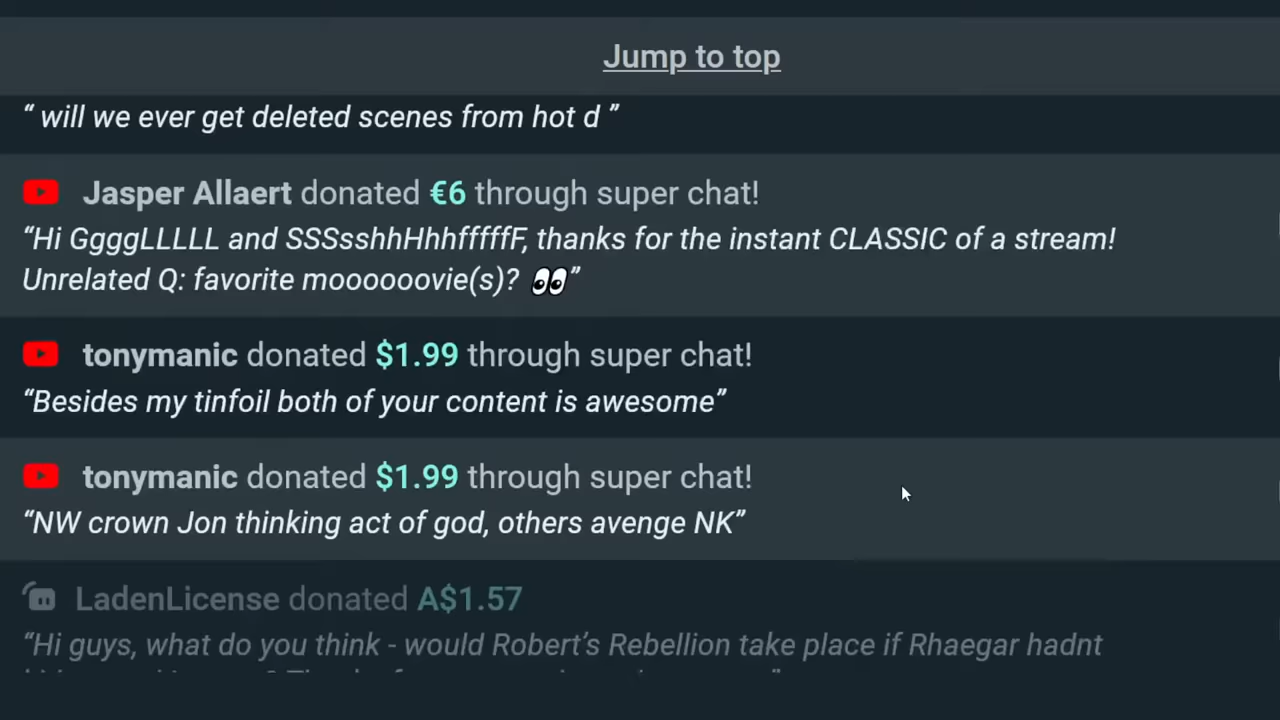 Jump to top
“ will we ever get deleted scenes from hot d ”
Jasper Allaert donated €6 through super chat!
“Hi GgggLLLLL and SSSsshhHhhfffffF, thanks for the instant CLASSIC of a stream!
Unrelated Q: favorite moooooovie(s)? 👀”
tonymanic donated $1.99 through super chat!
“Besides my tinfoil both of your content is awesome”
tonymanic donated $1.99 through super chat!
“NW crown Jon thinking act of god, others avenge NK”
LadenLicense donated A$1.57
“Hi guys, what do you think - would Robert’s Rebellion take place if Rhaegar hadnt